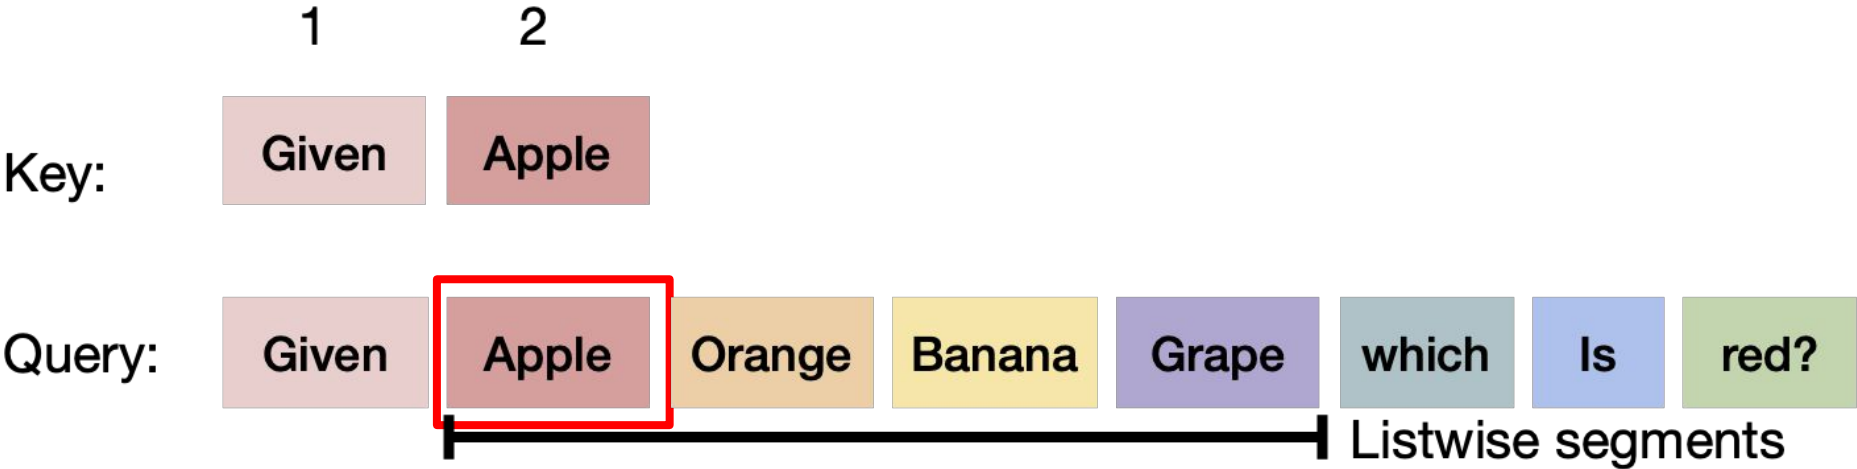 1 2
Key: Given Apple
Query: Given Apple Orange Banana Grape which Is red?
Listwise segments